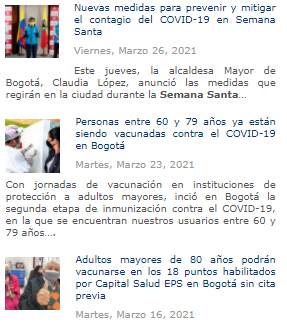 Nuevas medidas para prevenir y mitigar
el contagio del COVID-19 en Semana
Santa
Viernes, Marzo 26, 2021
Este jueves, la alcaldesa Mayor de
Bogotá, Claudia López, anunció las medidas que
regirán en la ciudad durante la Semana Santa...
Personas entre 60 y 79 años ya están
siendo vacunadas contra el COVID-19
en Bogotá
Martes, Marzo 23, 2021
Con jornadas de vacunación en instituciones de
protección a adultos mayores, inció en Bogotá la
segunda etapa de inmunización contra el COVID-19,
en la que se encuentran nuestros usuarios entre 60 y
79 años....
Adultos mayores de 80 años podrán
vacunarse en los 18 puntos habilitados
por Capital Salud EPS en Bogotá sin cita
previa
Martes, Marzo 16, 2021